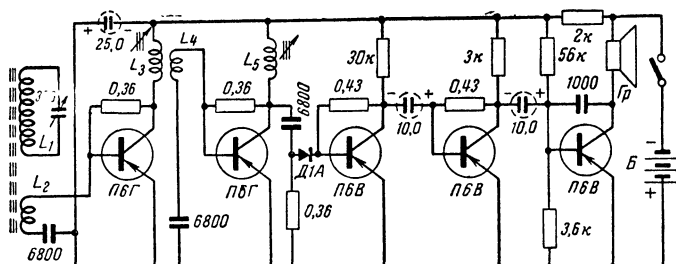 + -
25,0
L3
L4
L5
30к
3к
56к
2к
0,36
0,36
6800
0,43
- +
10,0
0,43
- +
10,0
1000
Гр
L1
L2
П6Г
П6Г
Д1А
П6В
П6В
П6В
Б
-
+
6800
6800
0,36
3,6к